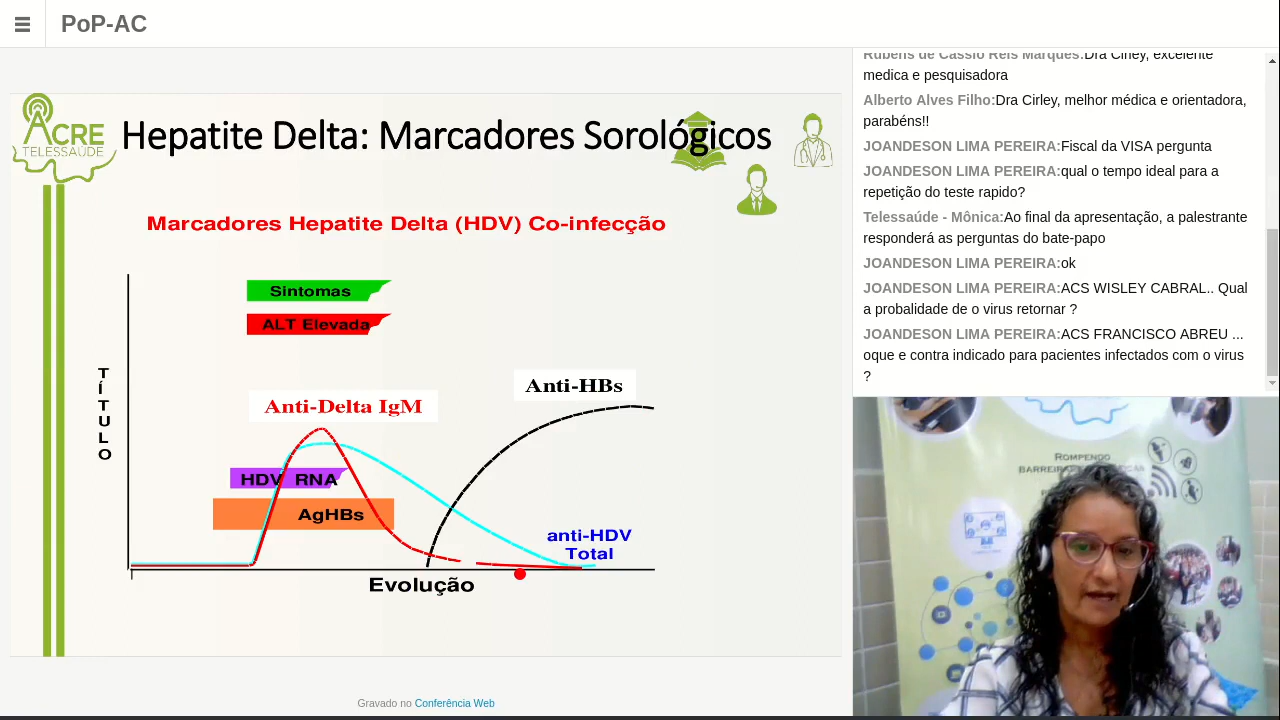 PoP-AC
ACRE
TELESSAÚDE
Hepatite Delta: Marcadores Sorológicos
Marcadores Hepatite Delta (HDV) Co-infecção
Sintomas
ALT Elevada
TÍTULO
Anti-Delta IgM
Anti-HBs
HDV RNA
AgHBs
anti-HDV
Total
Evolução
Gravado no Conferência Web
Rubens de Cassio Reis Marques:Dra Cirley, excelente
medica e pesquisadora
Alberto Alves Filho:Dra Cirley, melhor médica e orientadora,
parabéns!!
JOANDESON LIMA PEREIRA:Fiscal da VISA pergunta
JOANDESON LIMA PEREIRA:qual o tempo ideal para a
repetição do teste rapido?
Telessaúde - Mônica:Ao final da apresentação, a palestrante
responderá as perguntas do bate-papo
JOANDESON LIMA PEREIRA:ok
JOANDESON LIMA PEREIRA:ACS WISLEY CABRAL.. Qual
a probalidade de o virus retornar ?
JOANDESON LIMA PEREIRA:ACS FRANCISCO ABREU ...
oque e contra indicado para pacientes infectados com o virus
?
Rompendo